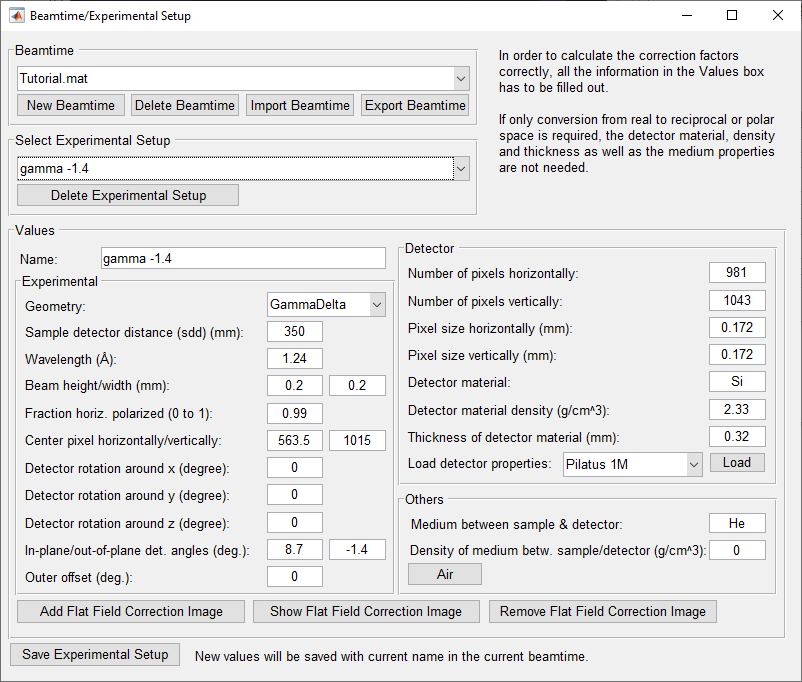 Beamtime/Experimental Setup
Beamtime
Tutorial.mat
New Beamtime Delete Beamtime Import Beamtime Export Beamtime
In order to calculate the correction factors
correctly, all the information in the Values box
has to be filled out.
If only conversion from real to reciprocal or polar
space is required, the detector material, density
and thickness as well as the medium properties
are not needed.
Select Experimental Setup
gamma -1.4
Delete Experimental Setup
Values
Name: gamma -1.4
Experimental
Geometry: GammaDelta
Sample detector distance (sdd) (mm): 350
Wavelength (Å): 1.24
Beam height/width (mm): 0.2 0.2
Fraction horiz. polarized (0 to 1): 0.99
Center pixel horizontally/vertically: 563.5 1015
Detector rotation around x (degree): 0
Detector rotation around y (degree): 0
Detector rotation around z (degree): 0
In-plane/out-of-plane det. angles (deg.): 8.7 -1.4
Outer offset (deg.): 0
Detector
Number of pixels horizontally: 981
Number of pixels vertically: 1043
Pixel size horizontally (mm): 0.172
Pixel size vertically (mm): 0.172
Detector material: Si
Detector material density (g/cm^3): 2.33
Thickness of detector material (mm): 0.32
Load detector properties: Pilatus 1M Load
Others
Medium between sample & detector: He
Density of medium betw. sample/detector (g/cm^3): 0
Air
Add Flat Field Correction Image Show Flat Field Correction Image Remove Flat Field Correction Image
Save Experimental Setup New values will be saved with current name in the current beamtime.